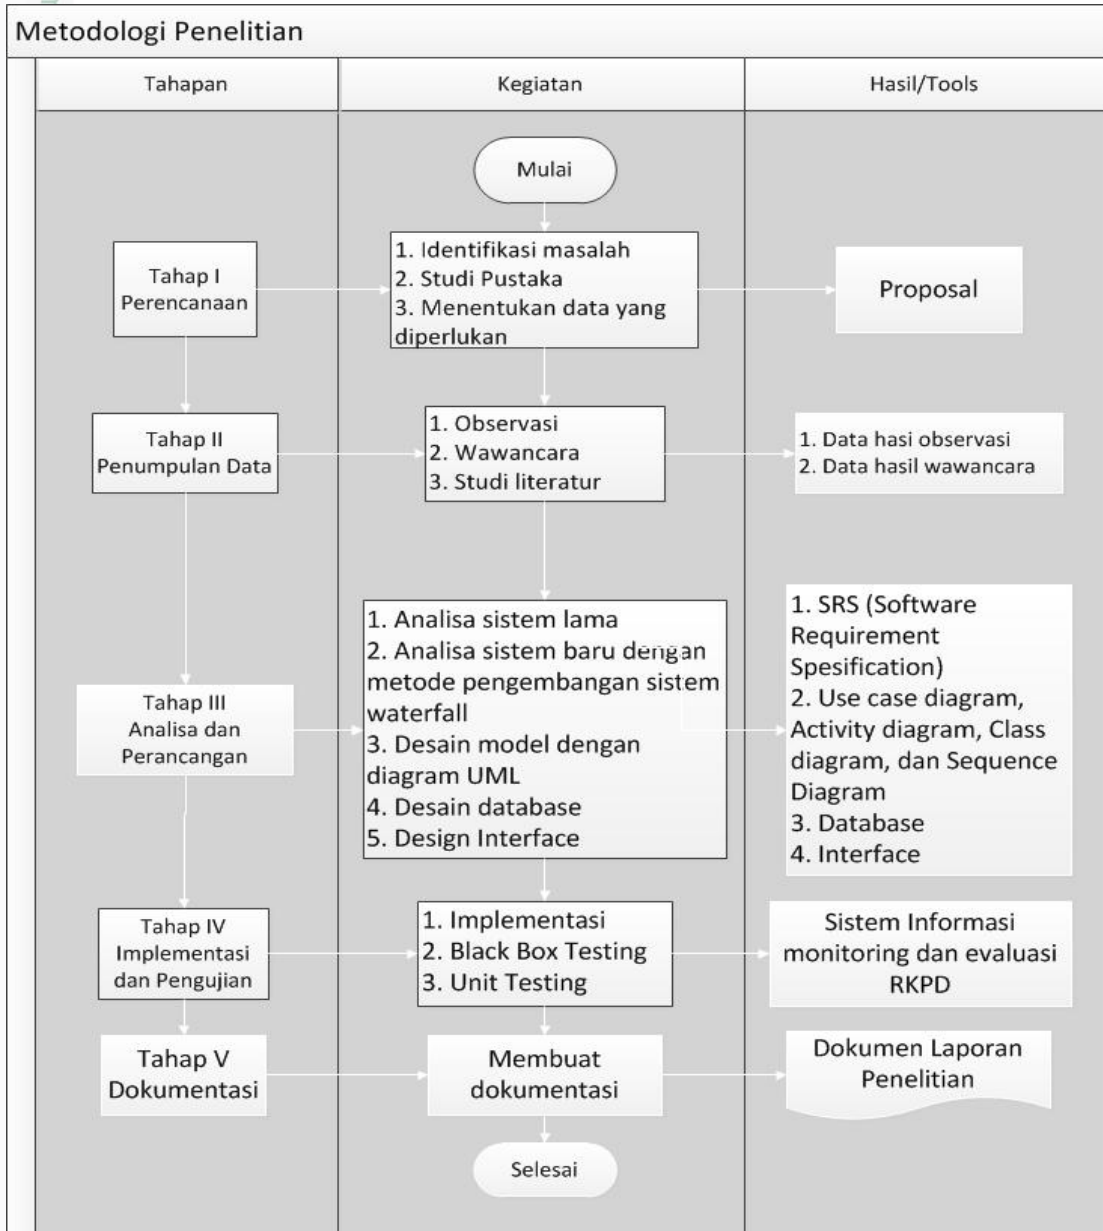 Metodologi Penelitian
Tahapan
Kegiatan
Hasil/Tools
Mulai
Tahap I
Perencanaan
1. Identifikasi masalah
2. Studi Pustaka
3. Menentukan data yang
diperlukan
Proposal
Tahap II
Penumpulan Data
1. Observasi
2. Wawancara
3. Studi literatur
1. Data hasi observasi
2. Data hasil wawancara
Tahap III
Analisa dan
Perancangan
1. Analisa sistem lama
2. Analisa sistem baru dengan
metode pengembangan sistem
waterfall
3. Desain model dengan
diagram UML
4. Desain database
5. Design Interface
1. SRS (Software
Requirement
Spesification)
2. Use case diagram,
Activity diagram, Class
diagram, dan Sequence
Diagram
3. Database
4. Interface
Tahap IV
Implementasi
dan Pengujian
1. Implementasi
2. Black Box Testing
3. Unit Testing
Sistem Informasi
monitoring dan evaluasi
RKPD
Tahap V
Dokumentasi
Membuat
dokumentasi
Dokumen Laporan
Penelitian
Selesai